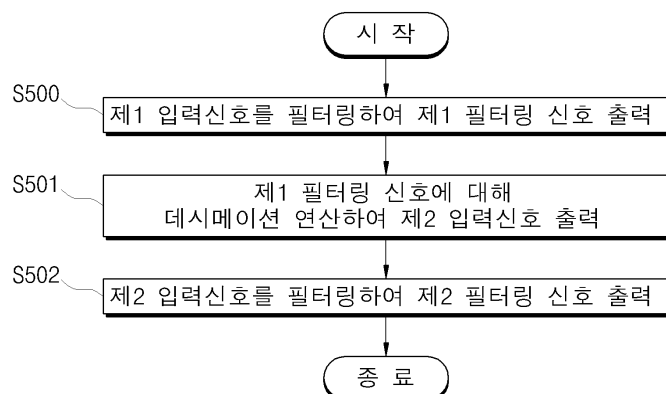 시 작
S500
제1 입력신호를 필터링하여 제1 필터링 신호 출력
S501
제1 필터링 신호에 대해
데시메이션 연산하여 제2 입력신호 출력
S502
제2 입력신호를 필터링하여 제2 필터링 신호 출력
종 료